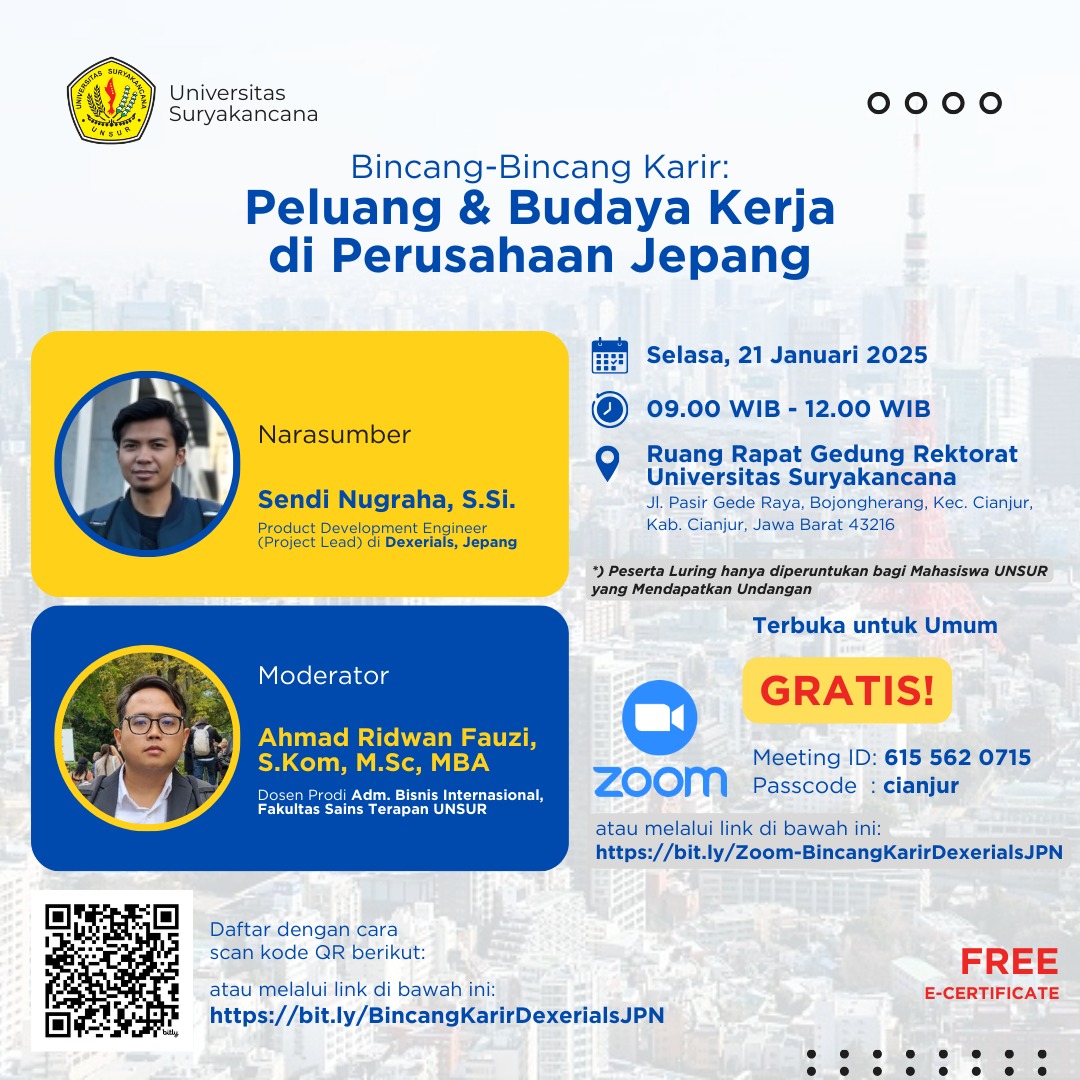 UNIVERSITAS SURYAKANCANA
UNSUR
Universitas
Suryakancana
Bincang-Bincang Karir:
Peluang & Budaya Kerja
di Perusahaan Jepang
Narasumber
Sendi Nugraha, S.Si.
Product Development Engineer
(Project Lead) di Dexerials, Jepang
Moderator
Ahmad Ridwan Fauzi,
S.Kom, M.Sc, MBA
Dosen Prodi Adm. Bisnis Internasional,
Fakultas Sains Terapan UNSUR
Selasa, 21 Januari 2025
09.00 WIB - 12.00 WIB
Ruang Rapat Gedung Rektorat
Universitas Suryakancana
Jl. Pasir Gede Raya, Bojongherang, Kec. Cianjur,
Kab. Cianjur, Jawa Barat 43216
*) Peserta Luring hanya diperuntukan bagi Mahasiswa UNSUR
yang Mendapatkan Undangan
Terbuka untuk Umum
GRATIS!
zoom
Meeting ID: 615 562 0715
Passcode : cianjur
atau melalui link di bawah ini:
https://bit.ly/Zoom-BincangKarirDexerialsJPN
Daftar dengan cara
scan kode QR berikut:
atau melalui link di bawah ini:
https://bit.ly/BincangKarirDexerialsJPN
bitly
FREE
E-CERTIFICATE